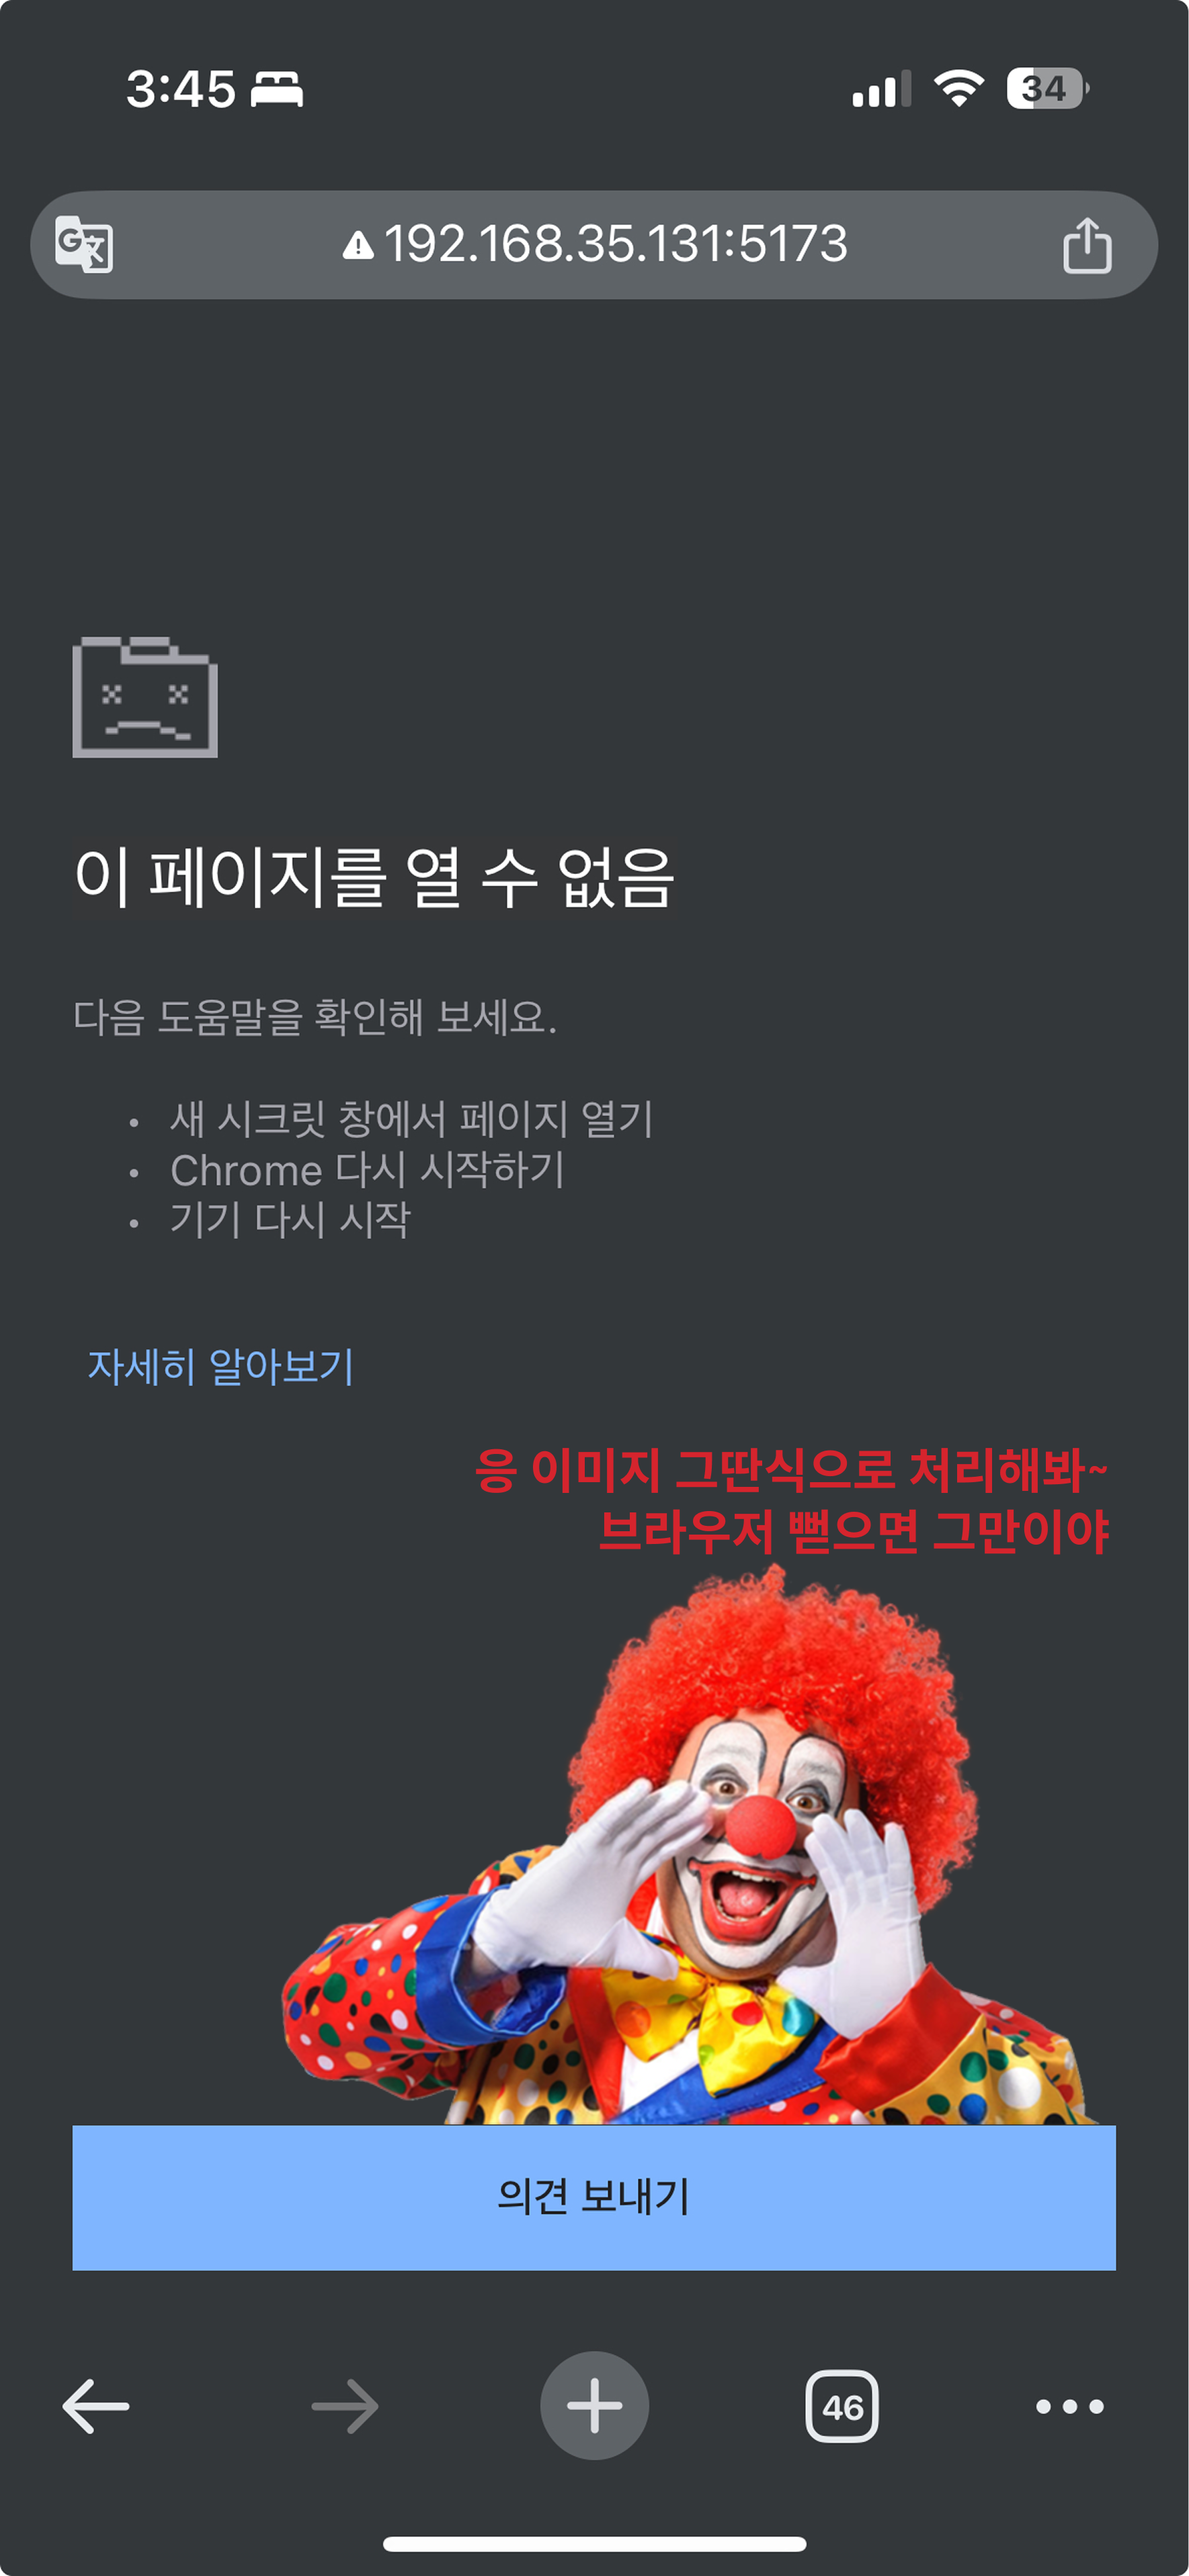 3:45
34
192.168.35.131:5173
이 페이지를 열 수 없음
다음 도움말을 확인해 보세요.
• 새 시크릿 창에서 페이지 열기
• Chrome 다시 시작하기
• 기기 다시 시작
자세히 알아보기
응 이미지 그딴식으로 처리해봐~
브라우저 뻗으면 그만이야
의견 보내기
46